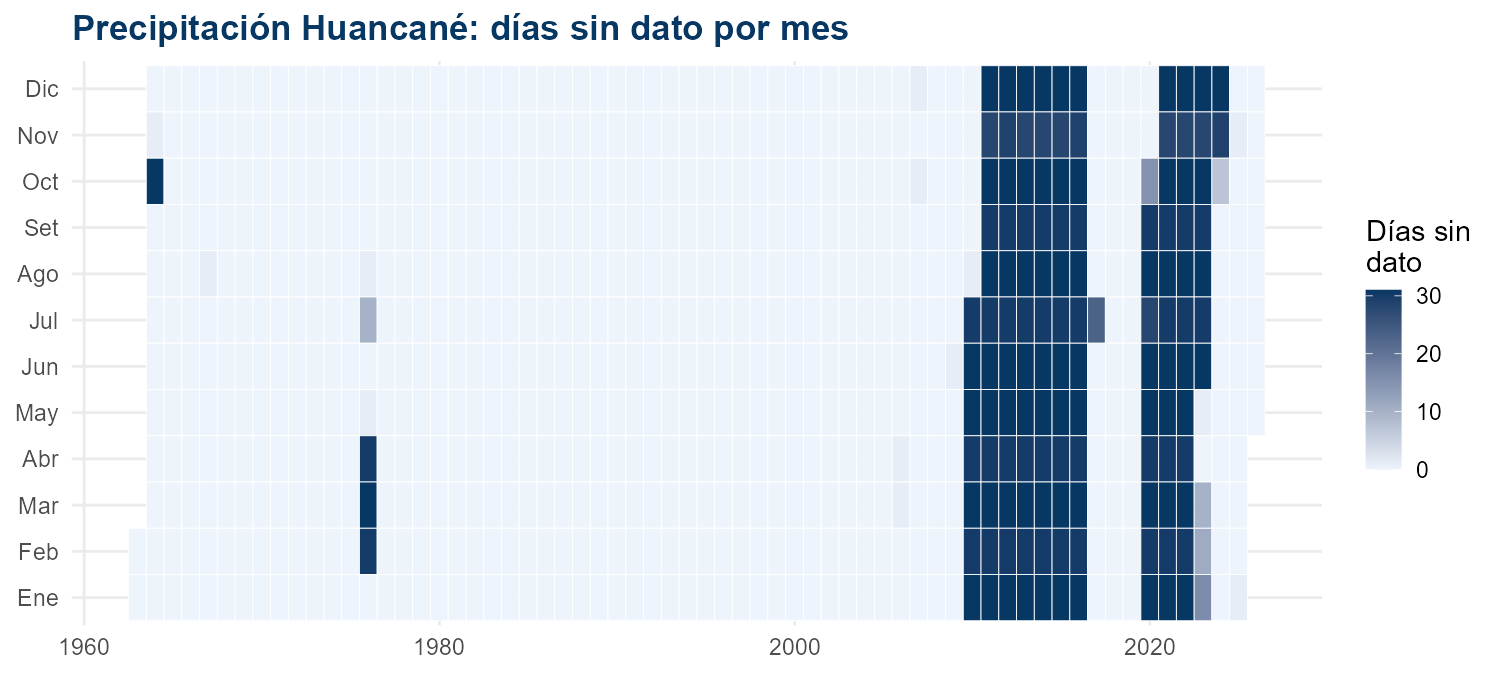 Precipitación Huancané: días sin dato por mes
Dic
Nov
Oct
Set
Ago
Jul
Jun
May
Abr
Mar
Feb
Ene
1960
1980
2000
2020
Días sin
dato
30
20
10
0